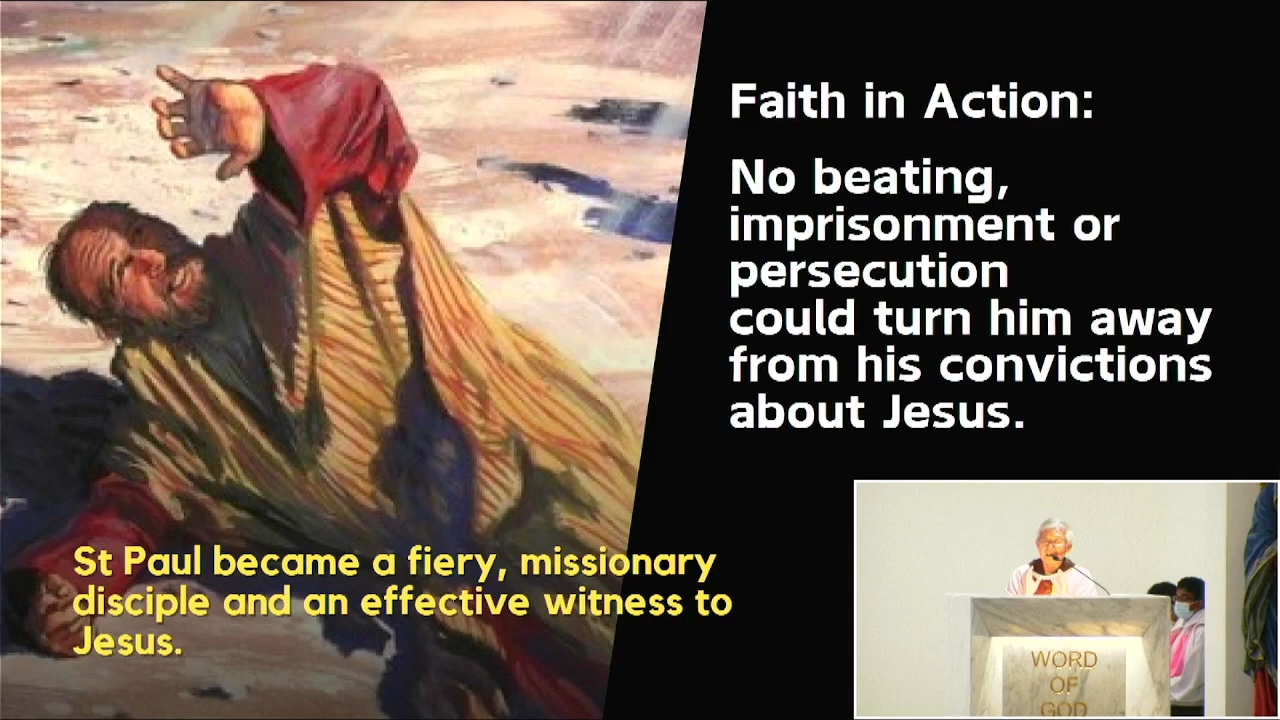 Faith in Action:
No beating,
imprisonment or
persecution
could turn him away
from his convictions
about Jesus.
St Paul became a fiery, missionary
disciple and an effective witness to
Jesus.
WORD
OF
GOD